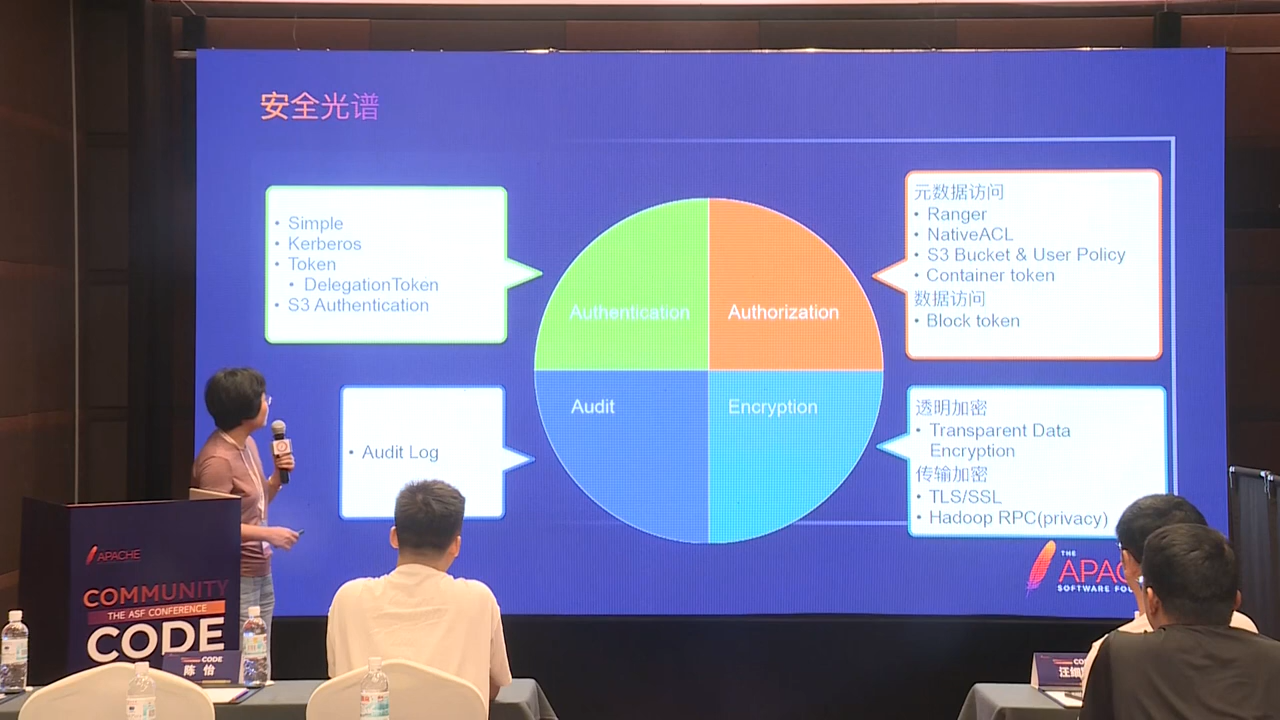 安全光谱
• Simple
• Kerberos
• Token
• DelegationToken
• S3 Authentication
Authentication
Authorization
元数据访问
• Ranger
• NativeACL
• S3 Bucket & User Policy
• Container token
数据访问
• Block token
• Audit Log
Audit
Encryption
透明加密
• Transparent Data
Encryption
传输加密
• TLS/SSL
• Hadoop RPC(privacy)
THE
SOFTWARE
APACHE
COMMUNITY
THE ASF CONFERENCE
CODE
CODE
陈 怡